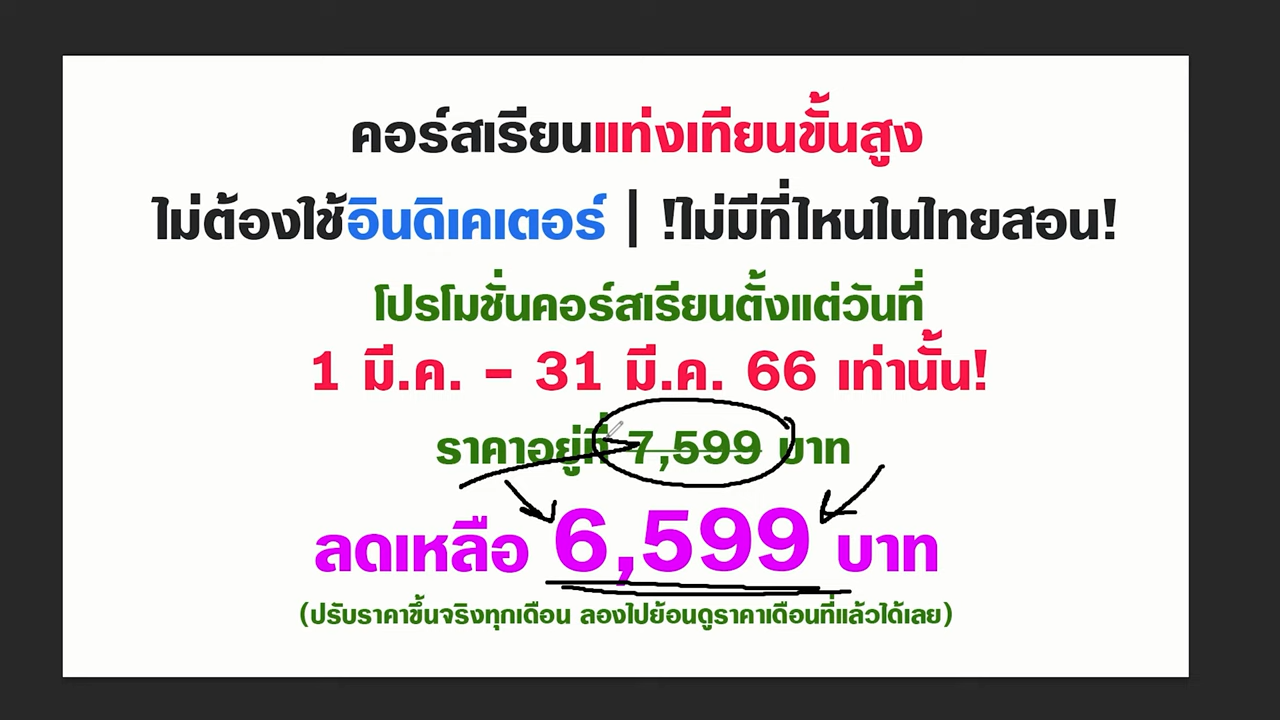 คอร์สเรียนแท่งเทียนขั้นสูง
ไม่ต้องใช้อินดิเคเตอร์ | !ไม่มีที่ไหนในไทยสอน!
โปรโมชั่นคอร์สเรียนตั้งแต่วันที่
1 มี.ค. – 31 มี.ค. 66 เท่านั้น!
ราคาอยู่ที่ 7,599 บาท
ลดเหลือ 6,599 บาท
(ปรับราคาขึ้นจริงทุกเดือน ลองไปย้อนดูราคาเดือนที่แล้วได้เลย)